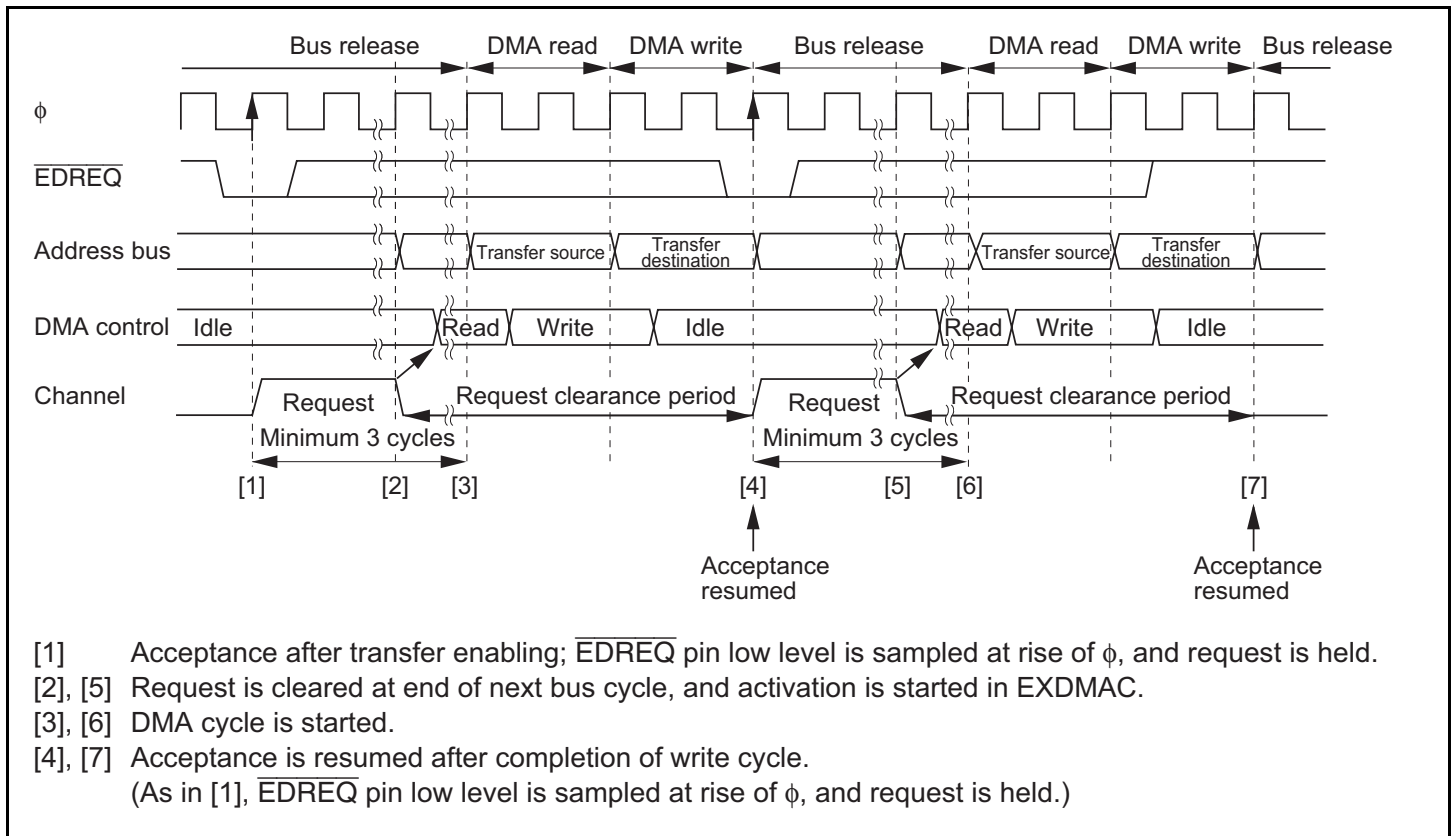 Bus release DMA read DMA write Bus release DMA read DMA write Bus release
ϕ
EDREQ
Address bus Transfer source Transfer destination Transfer source Transfer destination
DMA control Idle Read Write Idle Read Write Idle
Channel Request Request clearance period Request Request clearance period
Minimum 3 cycles Minimum 3 cycles
[1] [2] [3] [4] [5] [6] [7]
Acceptance resumed Acceptance resumed
[1] Acceptance after transfer enabling; EDREQ pin low level is sampled at rise of ϕ, and request is held.
[2], [5] Request is cleared at end of next bus cycle, and activation is started in EXDMAC.
[3], [6] DMA cycle is started.
[4], [7] Acceptance is resumed after completion of write cycle.
(As in [1], EDREQ pin low level is sampled at rise of ϕ, and request is held.)